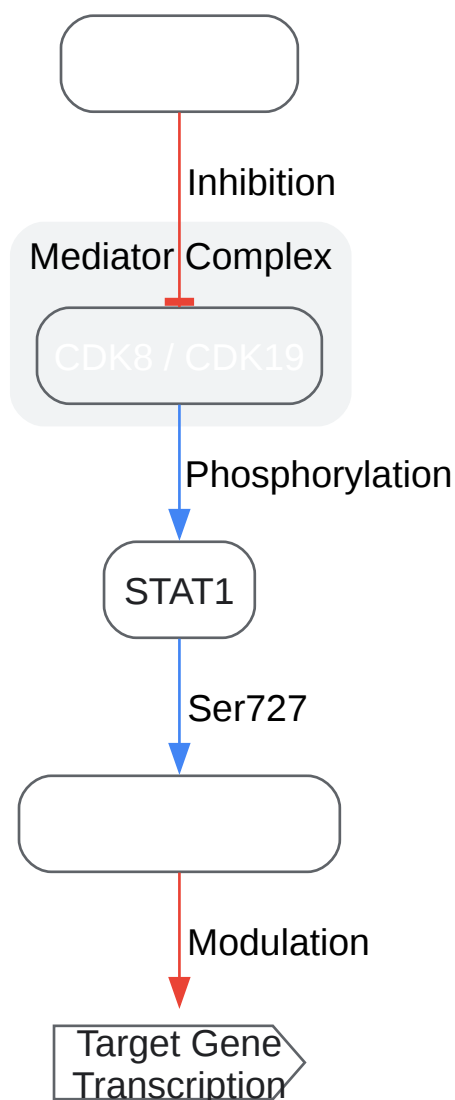 Inhibition
Mediator Complex
CDK8 / CDK19
Phosphorylation
STAT1
Ser727
Modulation
Target Gene
Transcription